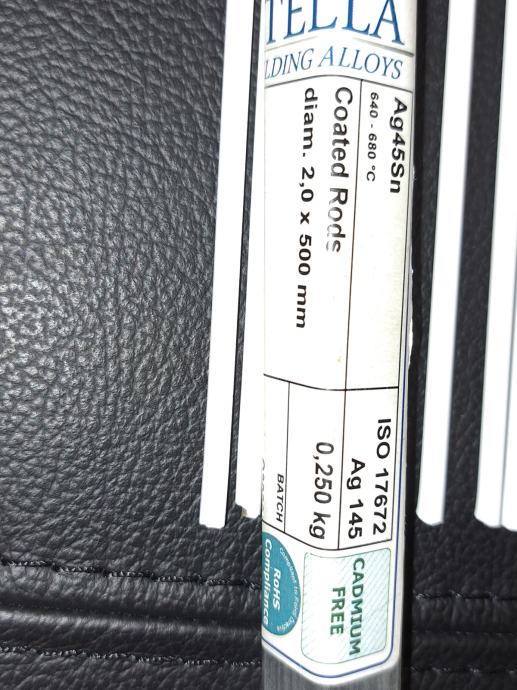 TELLA
LDING ALLOYS
Ag45Sn
640 - 680 °C
Coated Rods
diam. 2,0 x 500 mm
ISO 17672
Ag 145
0,250 kg
BATCH
CADMIUM
FREE
RoHS
Compliance